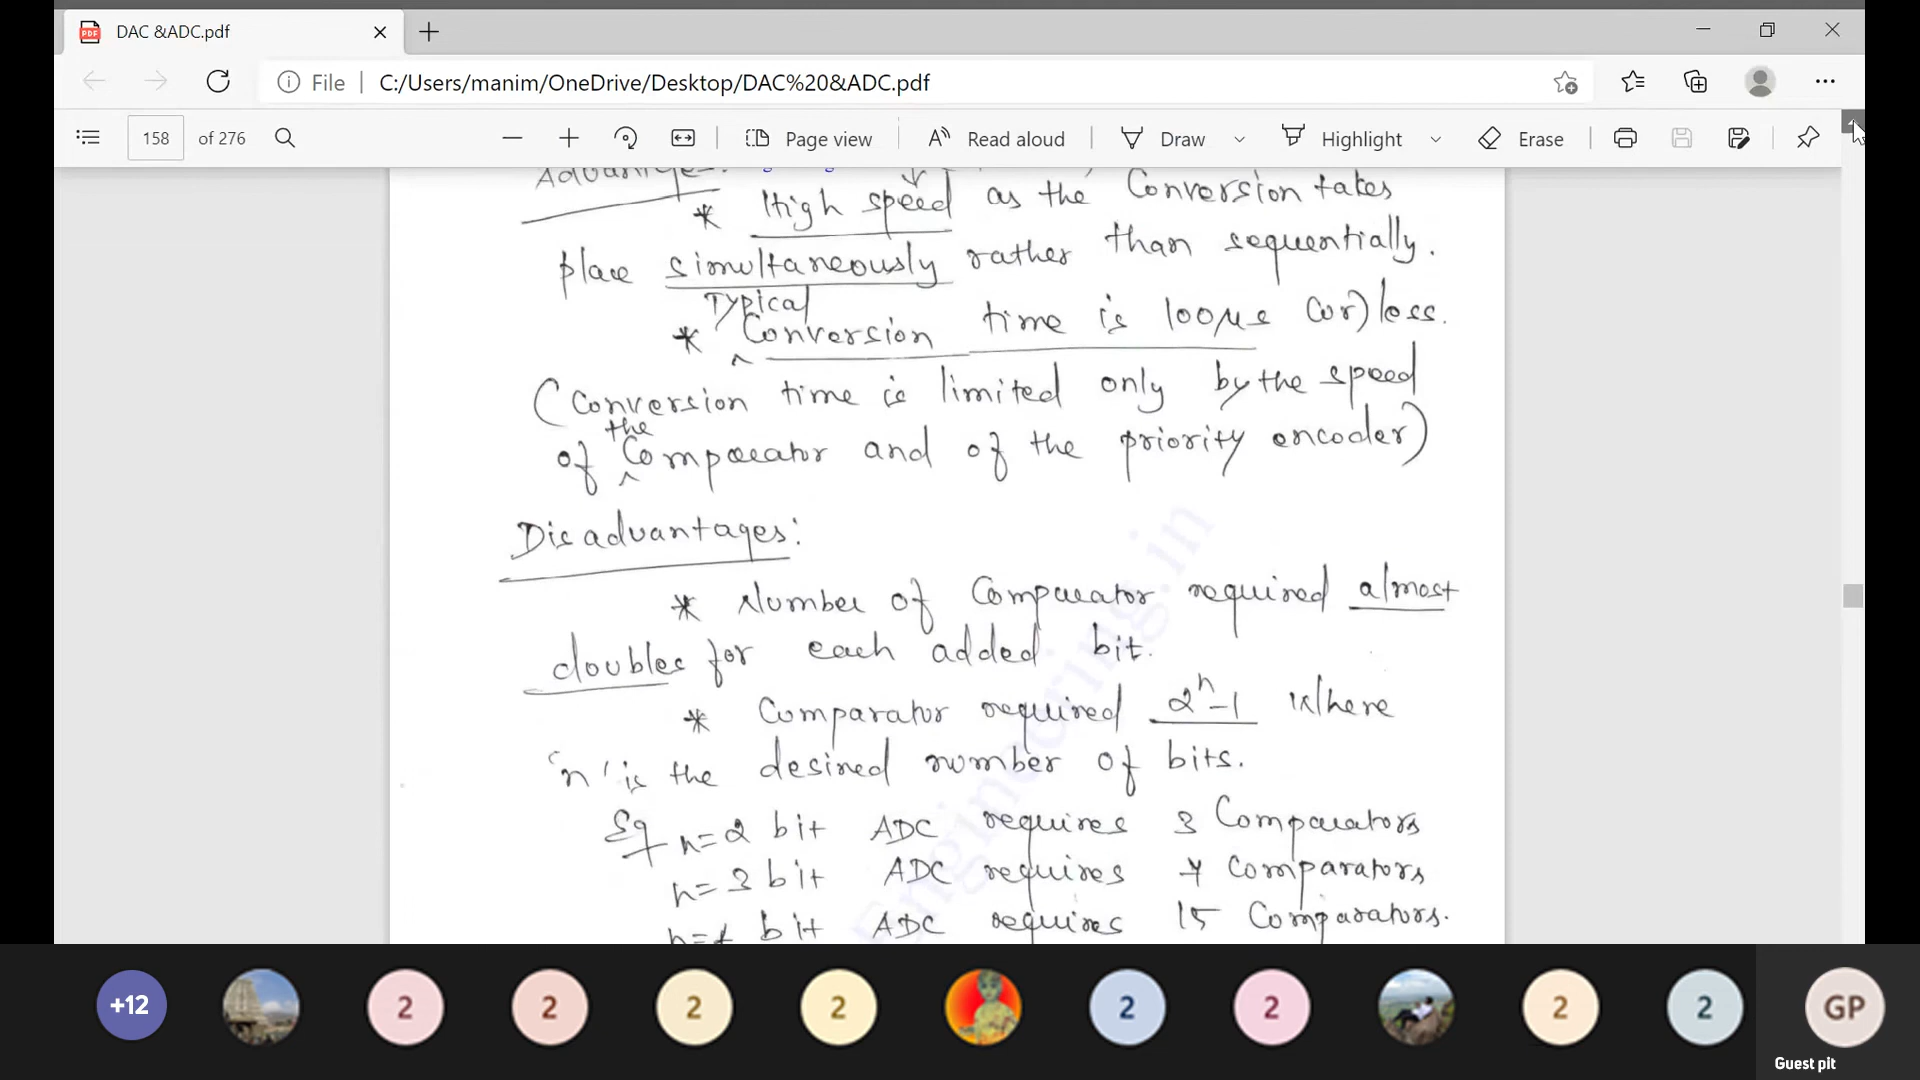 DAC &ADC.pdf
File
C:/Users/manim/OneDrive/Desktop/DAC%20&ADC.pdf
158 of 276
Page view
Read aloud
Draw
Highlight
Erase
Advantage:
* High speed as the Conversion takes
place simultaneously rather than sequentially.
Typical
* Conversion time is 100μs (or) less.
(Conversion time is limited only by the speed
the
of Comparator and of the priority encoder)
Disadvantages:
* Number of Comparator required almost
doubles for each added bit.
* Comparator required 2ⁿ-1 Where
'n' is the desired number of bits.
Eg n=2 bit ADC requires 3 Comparators
n=3 bit ADC requires 7 Comparators
n=4 bit ADC requires 15 Comparators.
Engineering.in
+12
2
2
2
2
2
2
2
2
GP
Guest pit